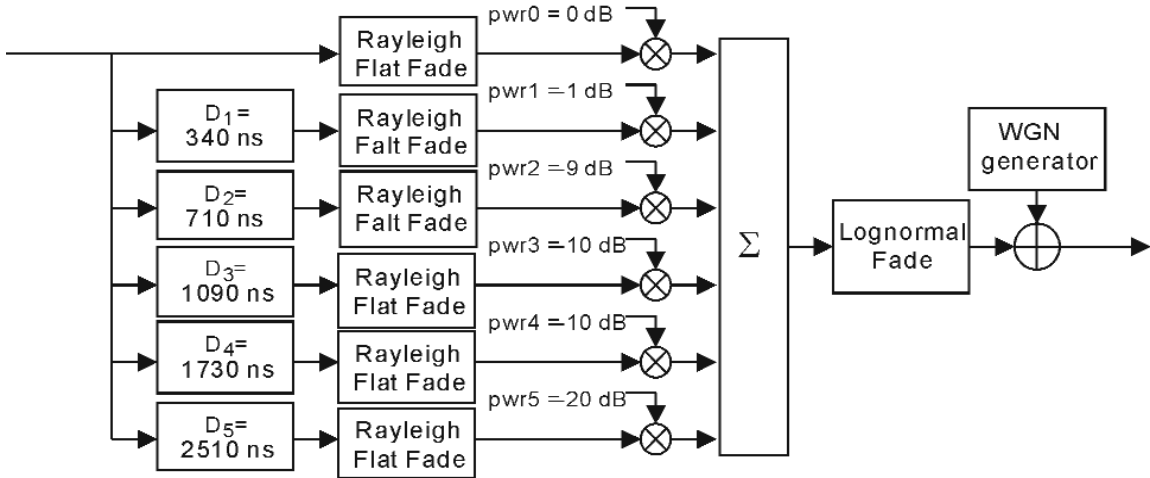 pwr0 = 0 dB
Rayleigh
Flat Fade
D1=
340 ns
Rayleigh
Falt Fade
pwr1 =-1 dB
D2=
710 ns
Rayleigh
Falt Fade
pwr2 =-9 dB
D3=
1090 ns
Rayleigh
Flat Fade
pwr3 =-10 dB
D4=
1730 ns
Rayleigh
Flat Fade
pwr4 =-10 dB
D5=
2510 ns
Rayleigh
Flat Fade
pwr5 =-20 dB
Σ
Lognormal
Fade
WGN
generator